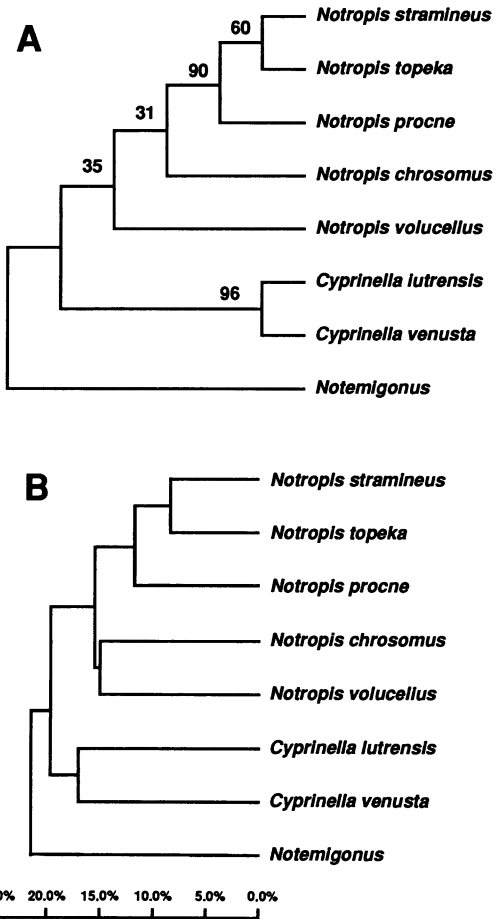 A
60
Notropis stramineus
90
Notropis topeka
31
Notropis procne
35
Notropis chrosomus
Notropis volucellus
96
Cyprinella lutrensis
Cyprinella venusta
Notemigonus
B
Notropis stramineus
Notropis topeka
Notropis procne
Notropis chrosomus
Notropis volucellus
Cyprinella lutrensis
Cyprinella venusta
Notemigonus
0% 20.0% 15.0% 10.0% 5.0% 0.0%